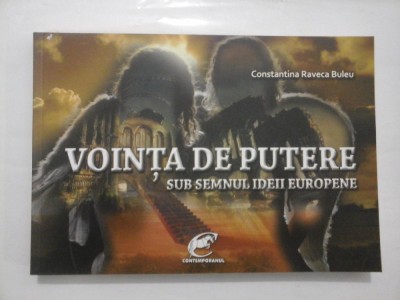 Constantina Raveca Buleu
VOINȚA DE PUTERE
SUB SEMNUL IDEII EUROPENE
CONTEMPORANUL